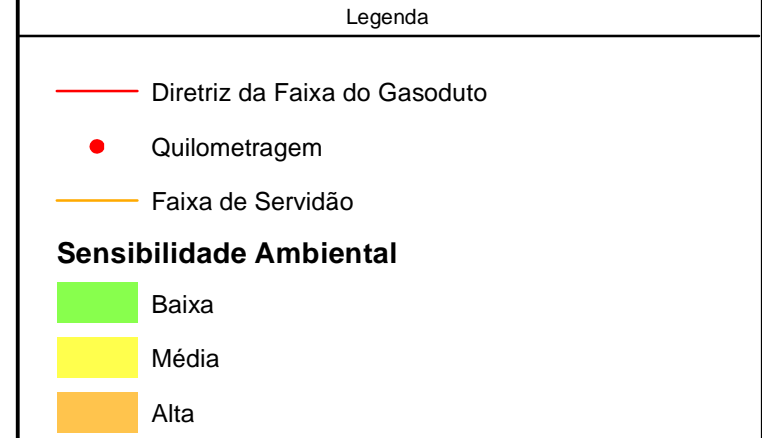 Legenda
Diretriz da Faixa do Gasoduto
Quilometragem
Faixa de Servidão
Sensibilidade Ambiental
Baixa
Média
Alta